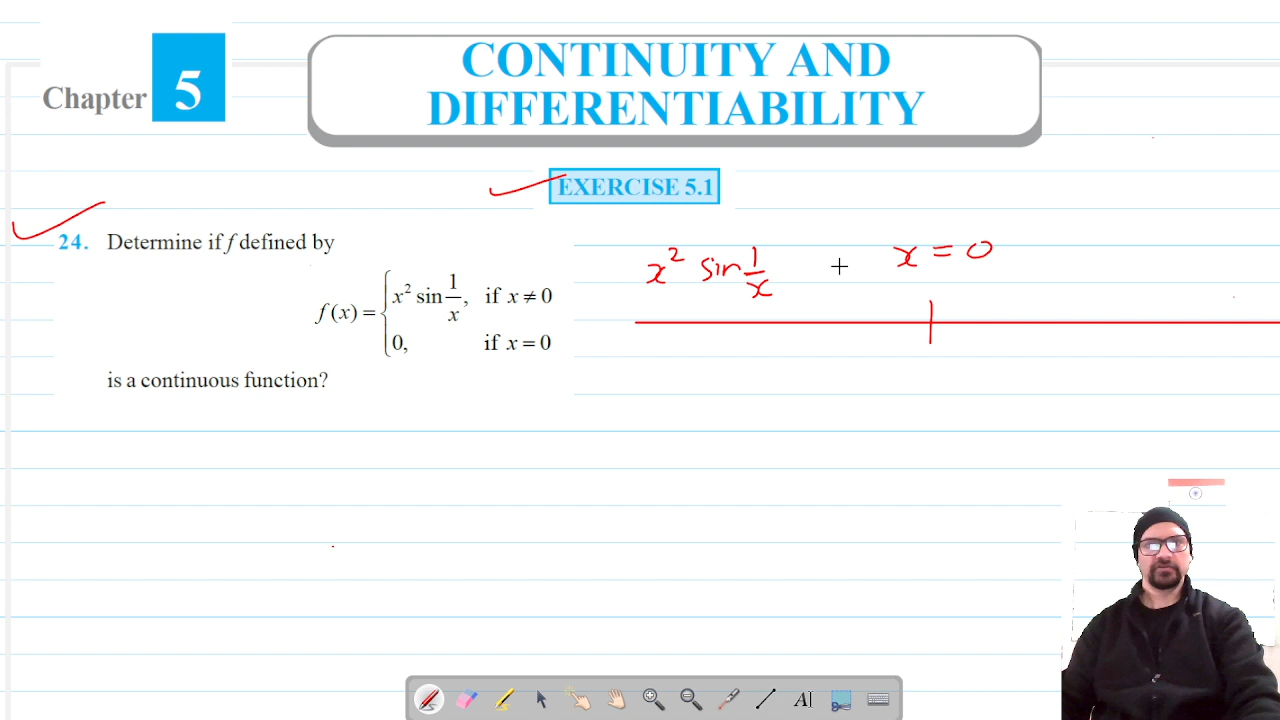 Chapter 5
CONTINUITY AND
DIFFERENTIABILITY
EXERCISE 5.1
24. Determine if f defined by
f(x) = { x² sin 1/x, if x ≠ 0
0, if x = 0
is a continuous function?
x² sin 1/x x = 0
A